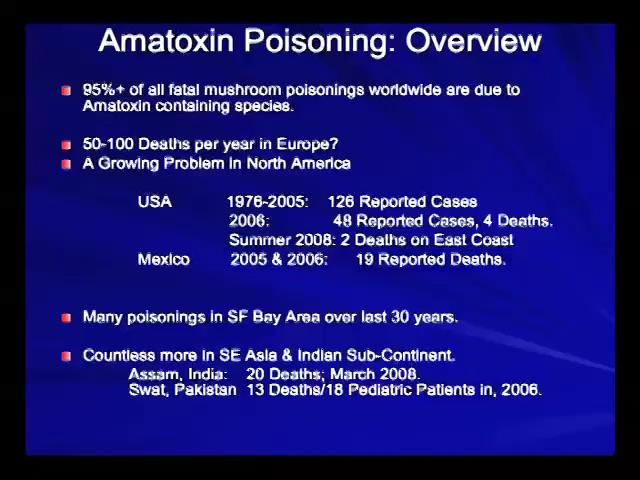 Amatoxin Poisoning: Overview
95%+ of all fatal mushroom poisonings worldwide are due to
Amatoxin containing species.
50-100 Deaths per year in Europe?
A Growing Problem in North America
USA 1976-2005: 126 Reported Cases
2006: 48 Reported Cases, 4 Deaths.
Summer 2008: 2 Deaths on East Coast
Mexico 2005 & 2006: 19 Reported Deaths.
Many poisonings in SF Bay Area over last 30 years.
Countless more in SE Asia & Indian Sub-Continent.
Assam, India: 20 Deaths; March 2008.
Swat, Pakistan 13 Deaths/18 Pediatric Patients in, 2006.